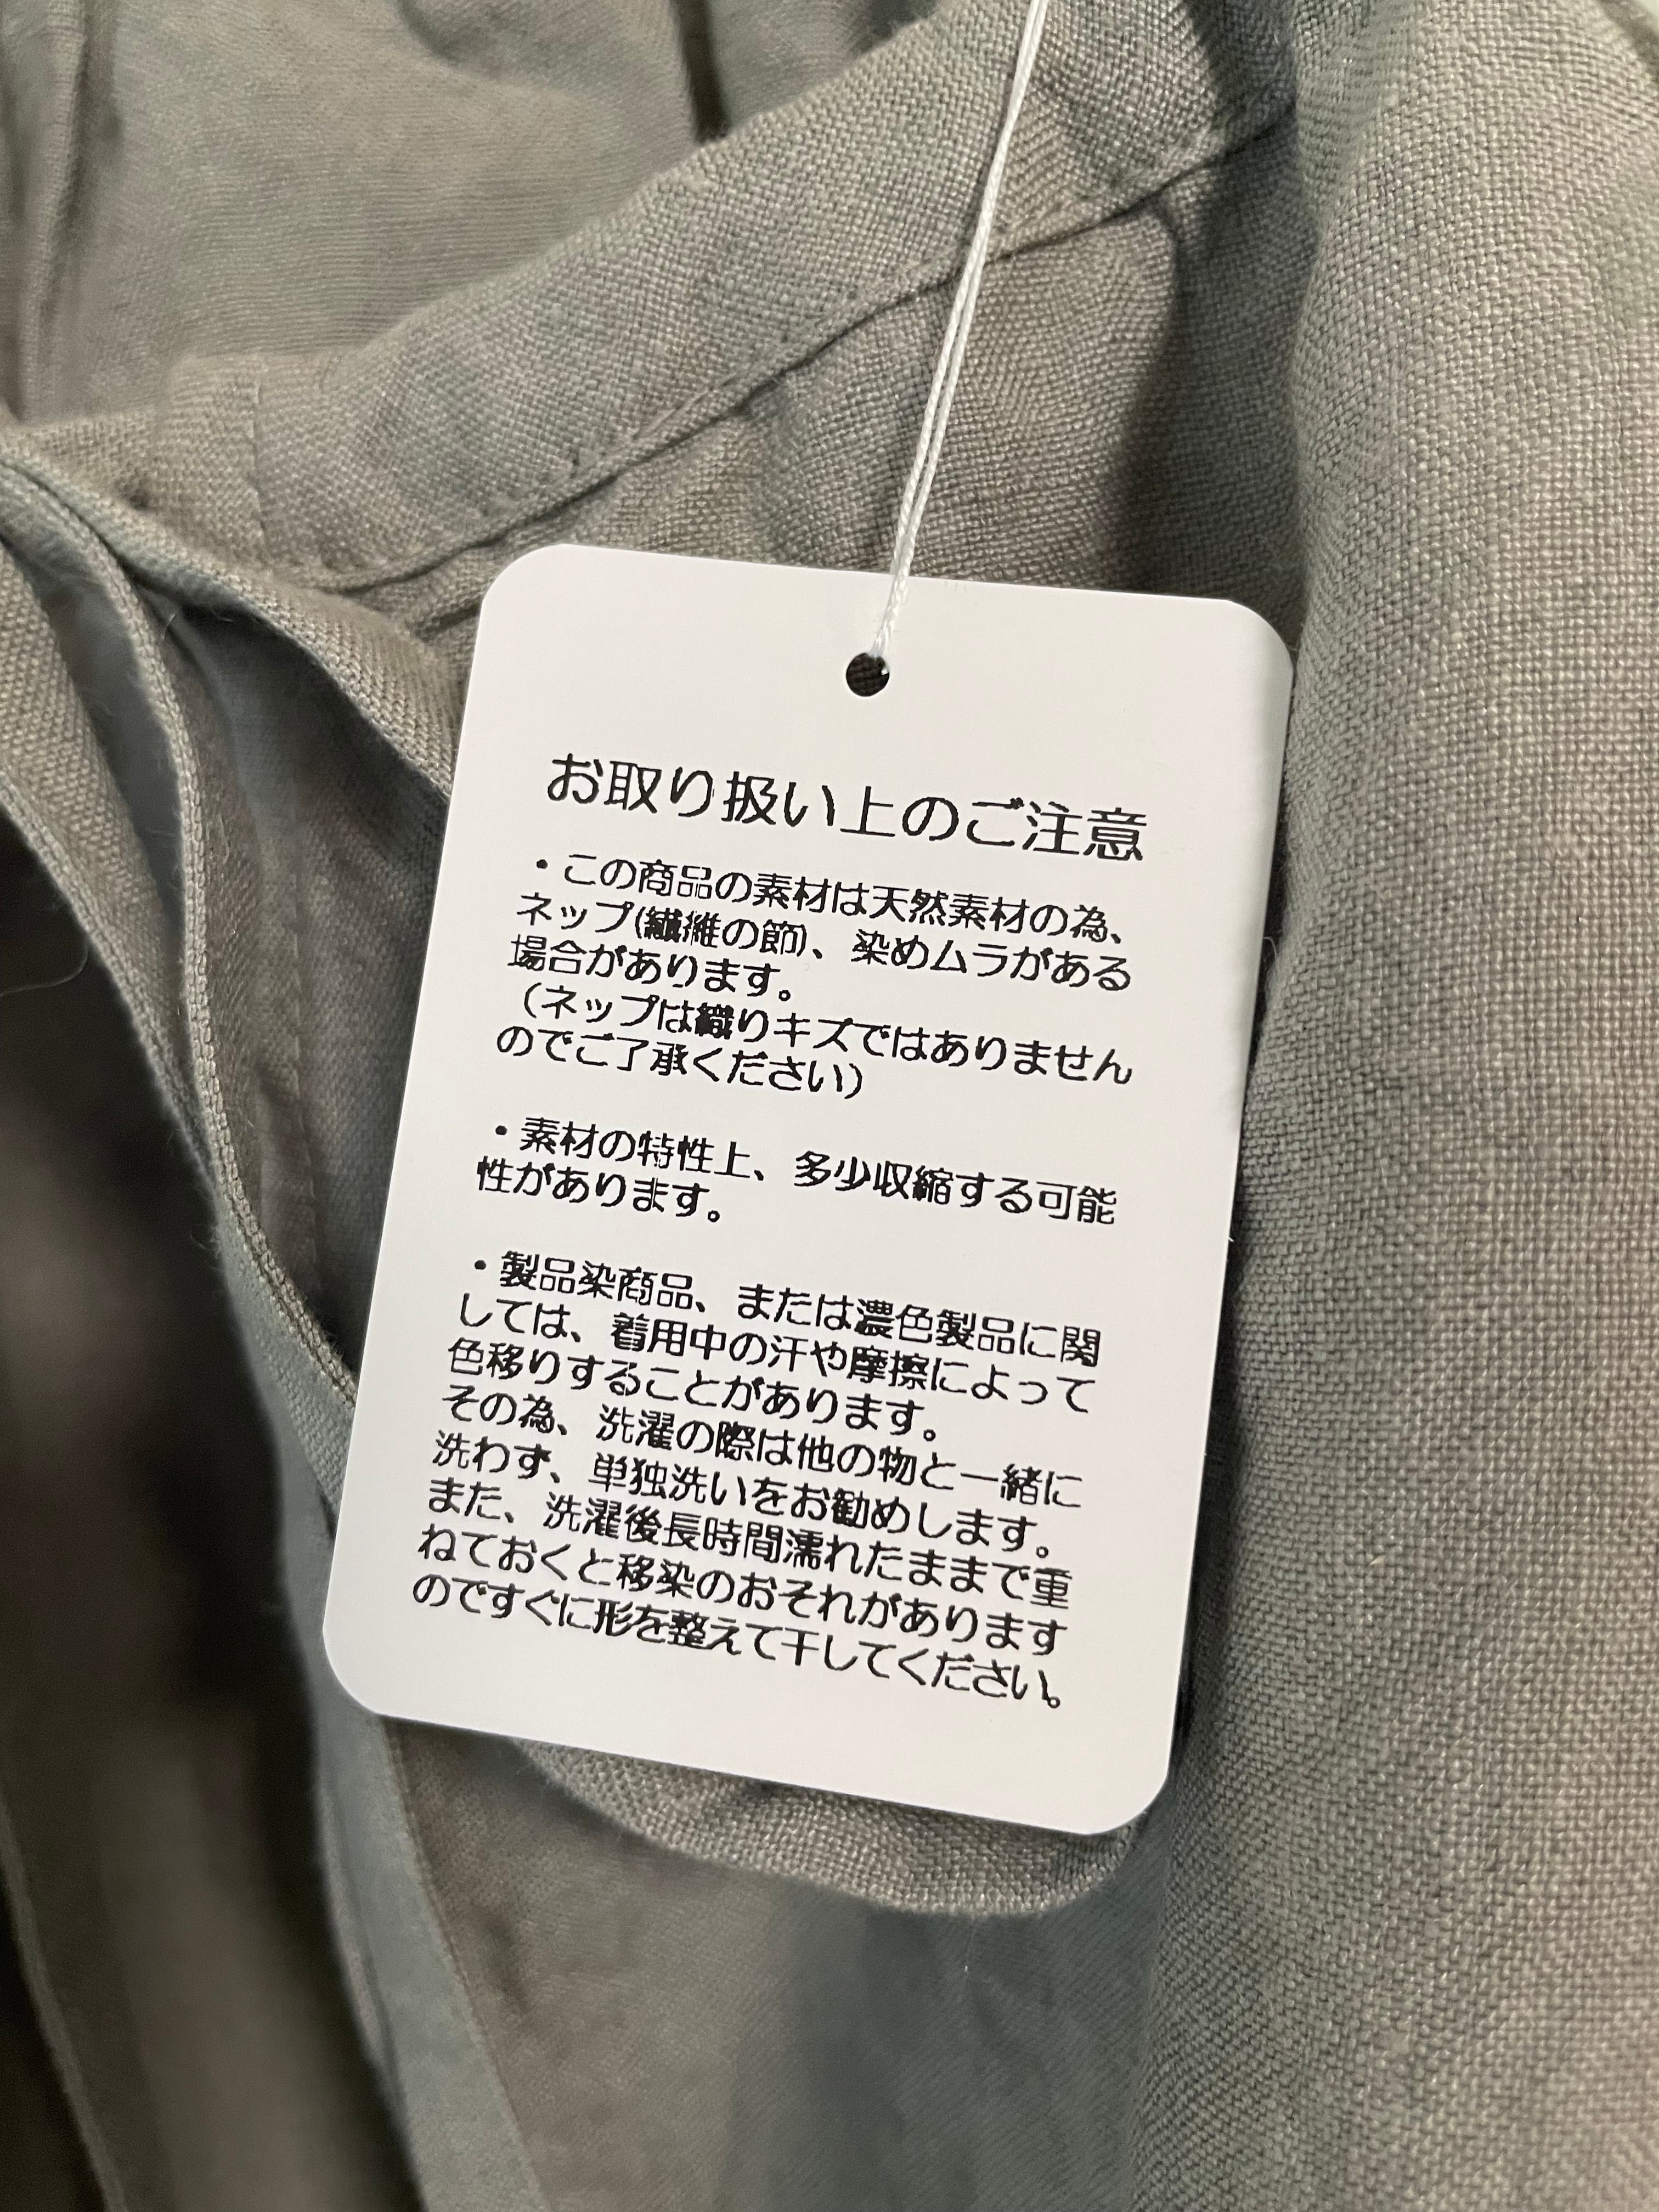 お取り扱い上のご注意
・この商品の素材は天然素材の為、
ネップ(繊維の節)、染めムラがある
場合があります。
（ネップは織りキズではありません
のでご了承ください）
・素材の特性上、多少収縮する可能
性があります。
・製品染商品、または濃色製品に関
しては、着用中の汗や摩擦によって
色移りすることがあります。
その為、洗濯の際は他の物と一緒に
洗わず、単独洗いをお勧めします。
また、洗濯後長時間濡れたままで重
ねておくと移染のおそれがあります
のですぐに形を整えて干してください。